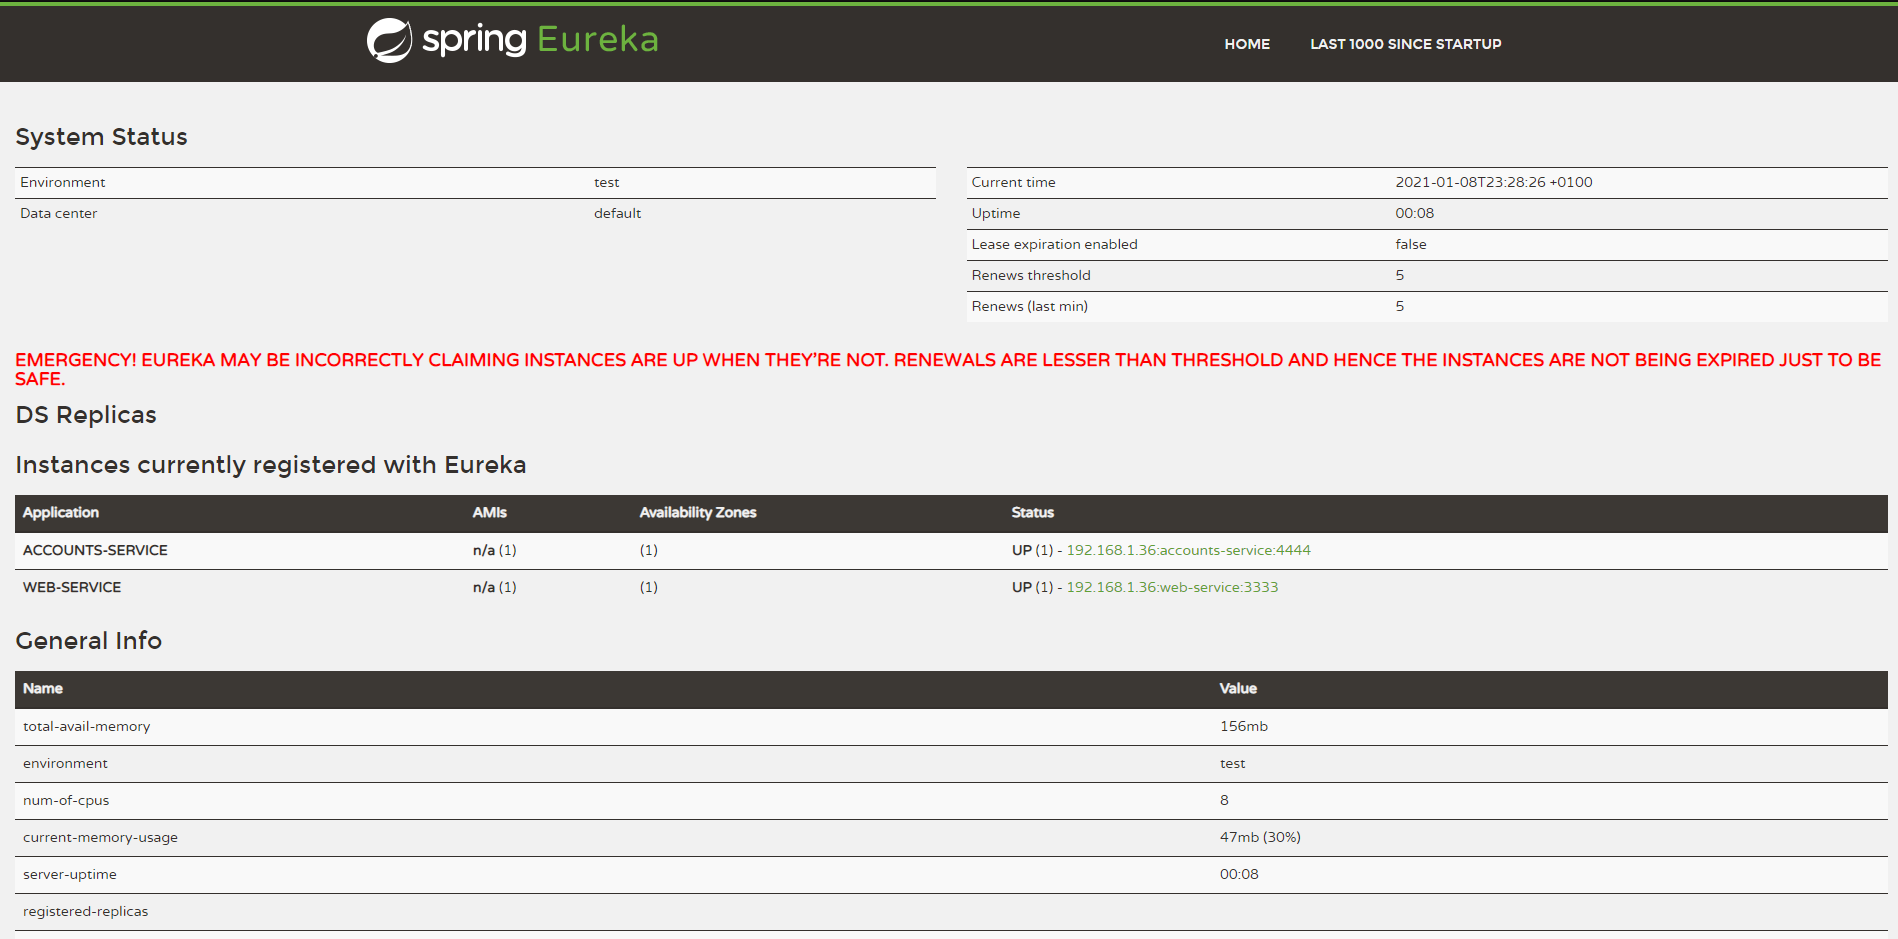 spring Eureka
HOME LAST 1000 SINCE STARTUP
System Status
Environment test
Data center default
Current time 2021-01-08T23:28:26 +0100
Uptime 00:08
Lease expiration enabled false
Renews threshold 5
Renews (last min) 5
EMERGENCY! EUREKA MAY BE INCORRECTLY CLAIMING INSTANCES ARE UP WHEN THEY'RE NOT. RENEWALS ARE LESSER THAN THRESHOLD AND HENCE THE INSTANCES ARE NOT BEING EXPIRED JUST TO BE
SAFE.
DS Replicas
Instances currently registered with Eureka
Application AMIs Availability Zones Status
ACCOUNTS-SERVICE n/a (1) (1) UP (1) - 192.168.1.36:accounts-service:4444
WEB-SERVICE n/a (1) (1) UP (1) - 192.168.1.36:web-service:3333
General Info
Name Value
total-avail-memory 156mb
environment test
num-of-cpus 8
current-memory-usage 47mb (30%)
server-uptime 00:08
registered-replicas